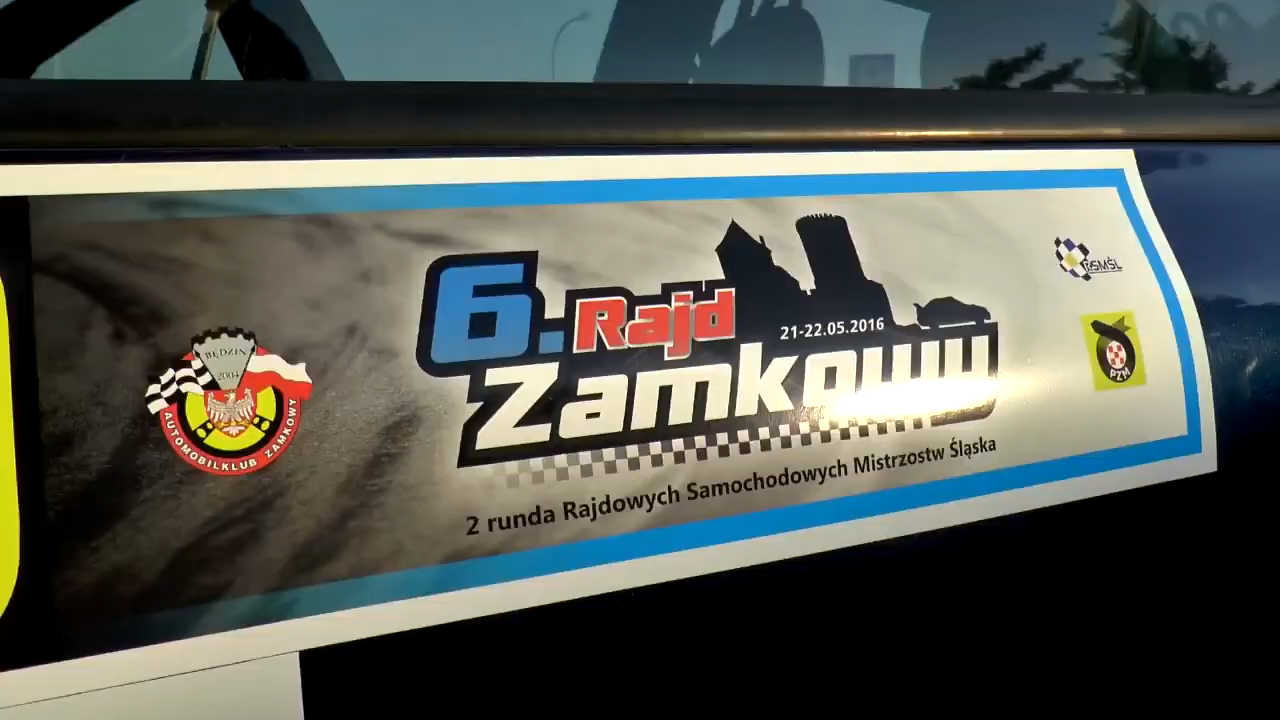 6. Rajd
21-22.05.2016
Zamkowy
2 runda Rajdowych Samochodowych Mistrzostw Śląska
BĘDZIN
2004
AUTOMOBILKLUB ZAMKOWY
RSMŚL
PZM